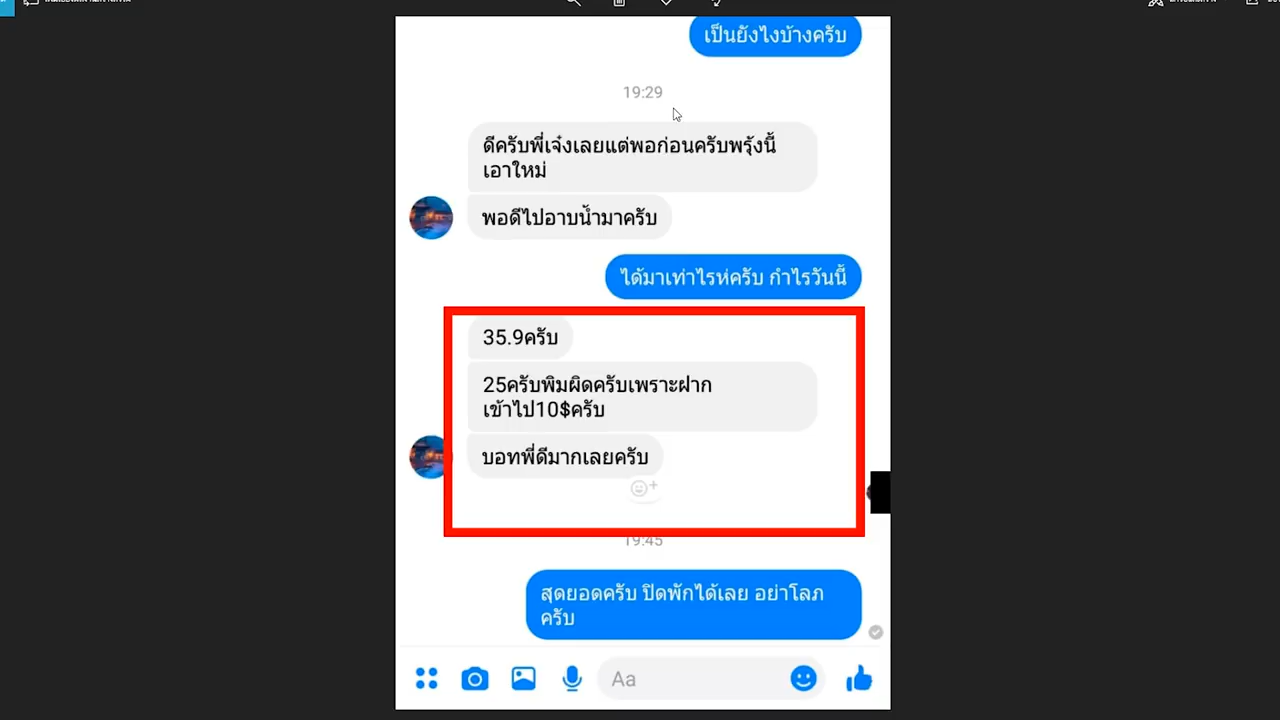 เป็นยังไงบ้างครับ
19:29
ดีครับพี่เจ๋งเลยแต่พอก่อนครับพรุ้งนี้
เอาใหม่
พอดีไปอาบน้ำมาครับ
ได้มาเท่าไรห่ครับ กำไรวันนี้
35.9ครับ
25ครับพิมผิดครับเพราะฝาก
เข้าไป10$ครับ
บอทพี่ดีมากเลยครับ
19:45
สุดยอดครับ ปิดพักได้เลย อย่าโลภ
ครับ
Aa